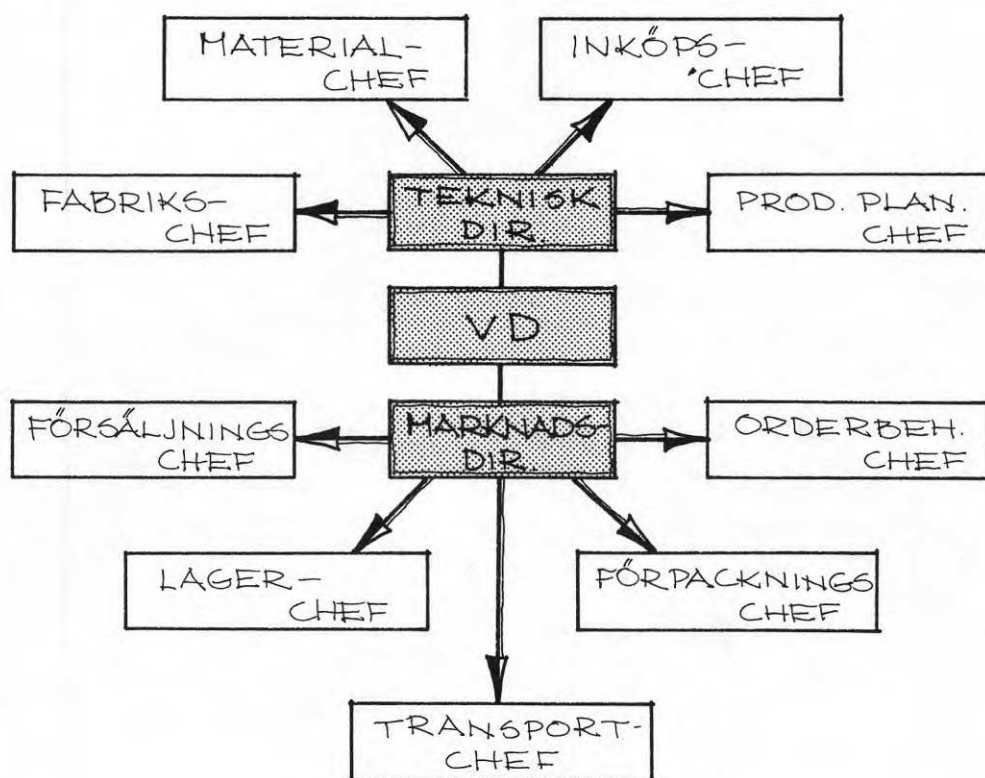 MATERIAL-
CHEF
INKÖPS-
CHEF
FABRIKS-
CHEF
TEKNISK
DIR.
PROD. PLAN.
CHEF
VD
FÖRSÄLJNINGS
CHEF
MARKNADS-
DIR.
ORDERBEH.
CHEF
LAGER-
CHEF
FÖRPACKNINGS
CHEF
TRANSPORT-
CHEF